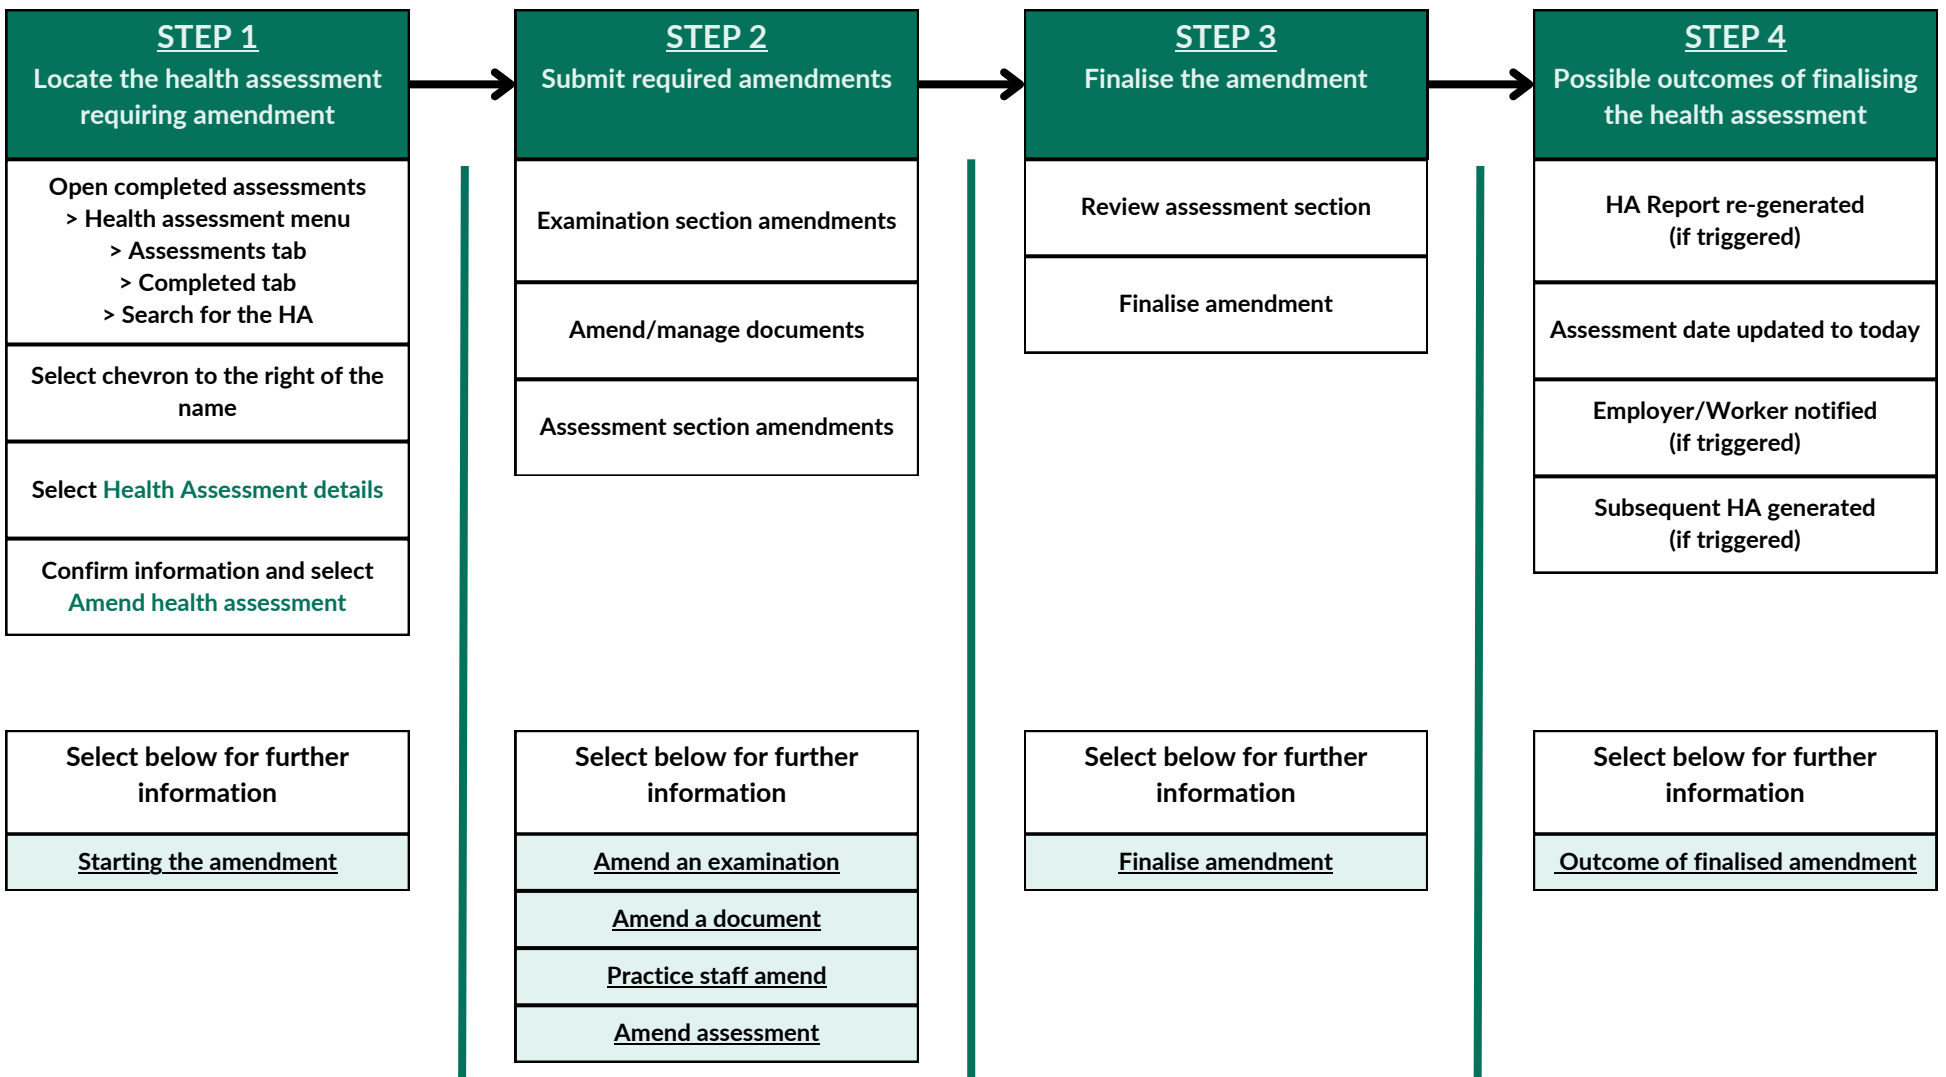 STEP 1
Locate the health assessment
requiring amendment
Open completed assessments
> Health assessment menu
> Assessments tab
> Completed tab
> Search for the HA
Select chevron to the right of the
name
Select Health Assessment details
Confirm information and select
Amend health assessment
Select below for further
information
Starting the amendment
STEP 2
Submit required amendments
Examination section amendments
Amend/manage documents
Assessment section amendments
Select below for further
information
Amend an examination
Amend a document
Practice staff amend
Amend assessment
STEP 3
Finalise the amendment
Review assessment section
Finalise amendment
Select below for further
information
Finalise amendment
STEP 4
Possible outcomes of finalising
the health assessment
HA Report re-generated
(if triggered)
Assessment date updated to today
Employer/Worker notified
(if triggered)
Subsequent HA generated
(if triggered)
Select below for further
information
Outcome of finalised amendment